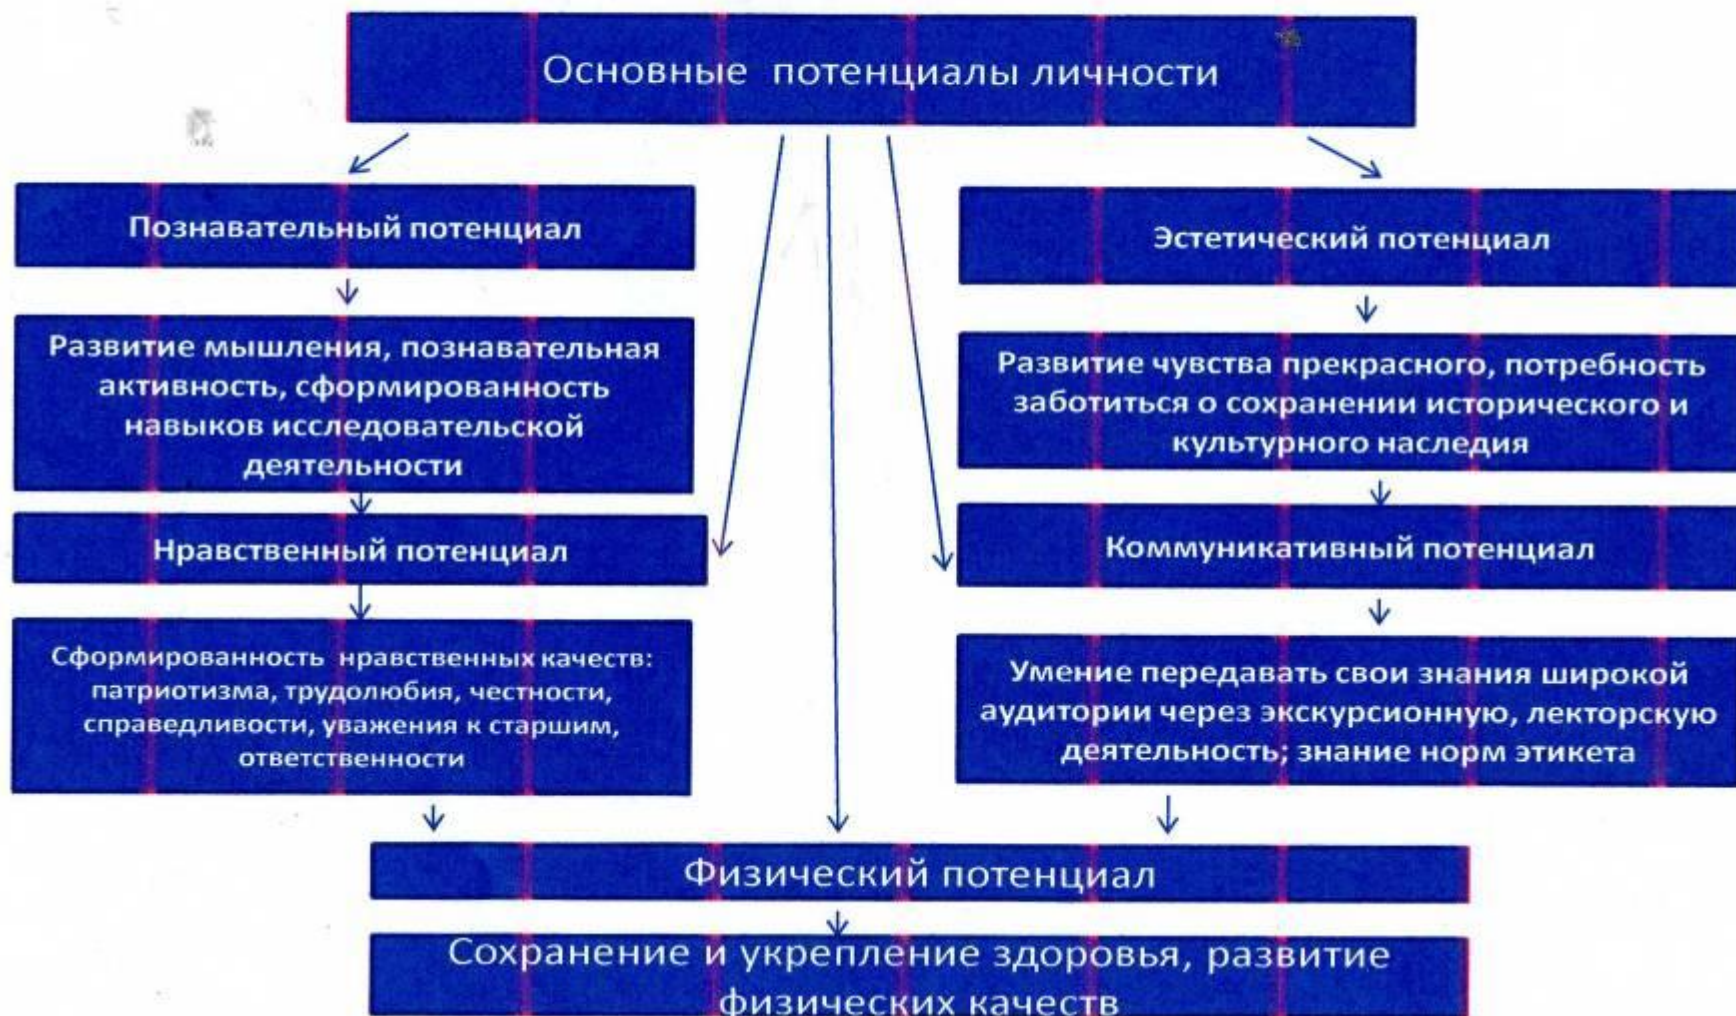 Основные потенциалы личности
Познавательный потенциал
Развитие мышления, познавательная
активность, сформированность
навыков исследовательской
деятельности
Нравственный потенциал
Сформированность нравственных качеств:
патриотизма, трудолюбия, честности,
справедливости, уважения к старшим,
ответственности
Эстетический потенциал
Развитие чувства прекрасного, потребность
заботиться о сохранении исторического и
культурного наследия
Коммуникативный потенциал
Умение передавать свои знания широкой
аудитории через экскурсионную, лекторскую
деятельность; знание норм этикета
Физический потенциал
Сохранение и укрепление здоровья, развитие
физических качеств